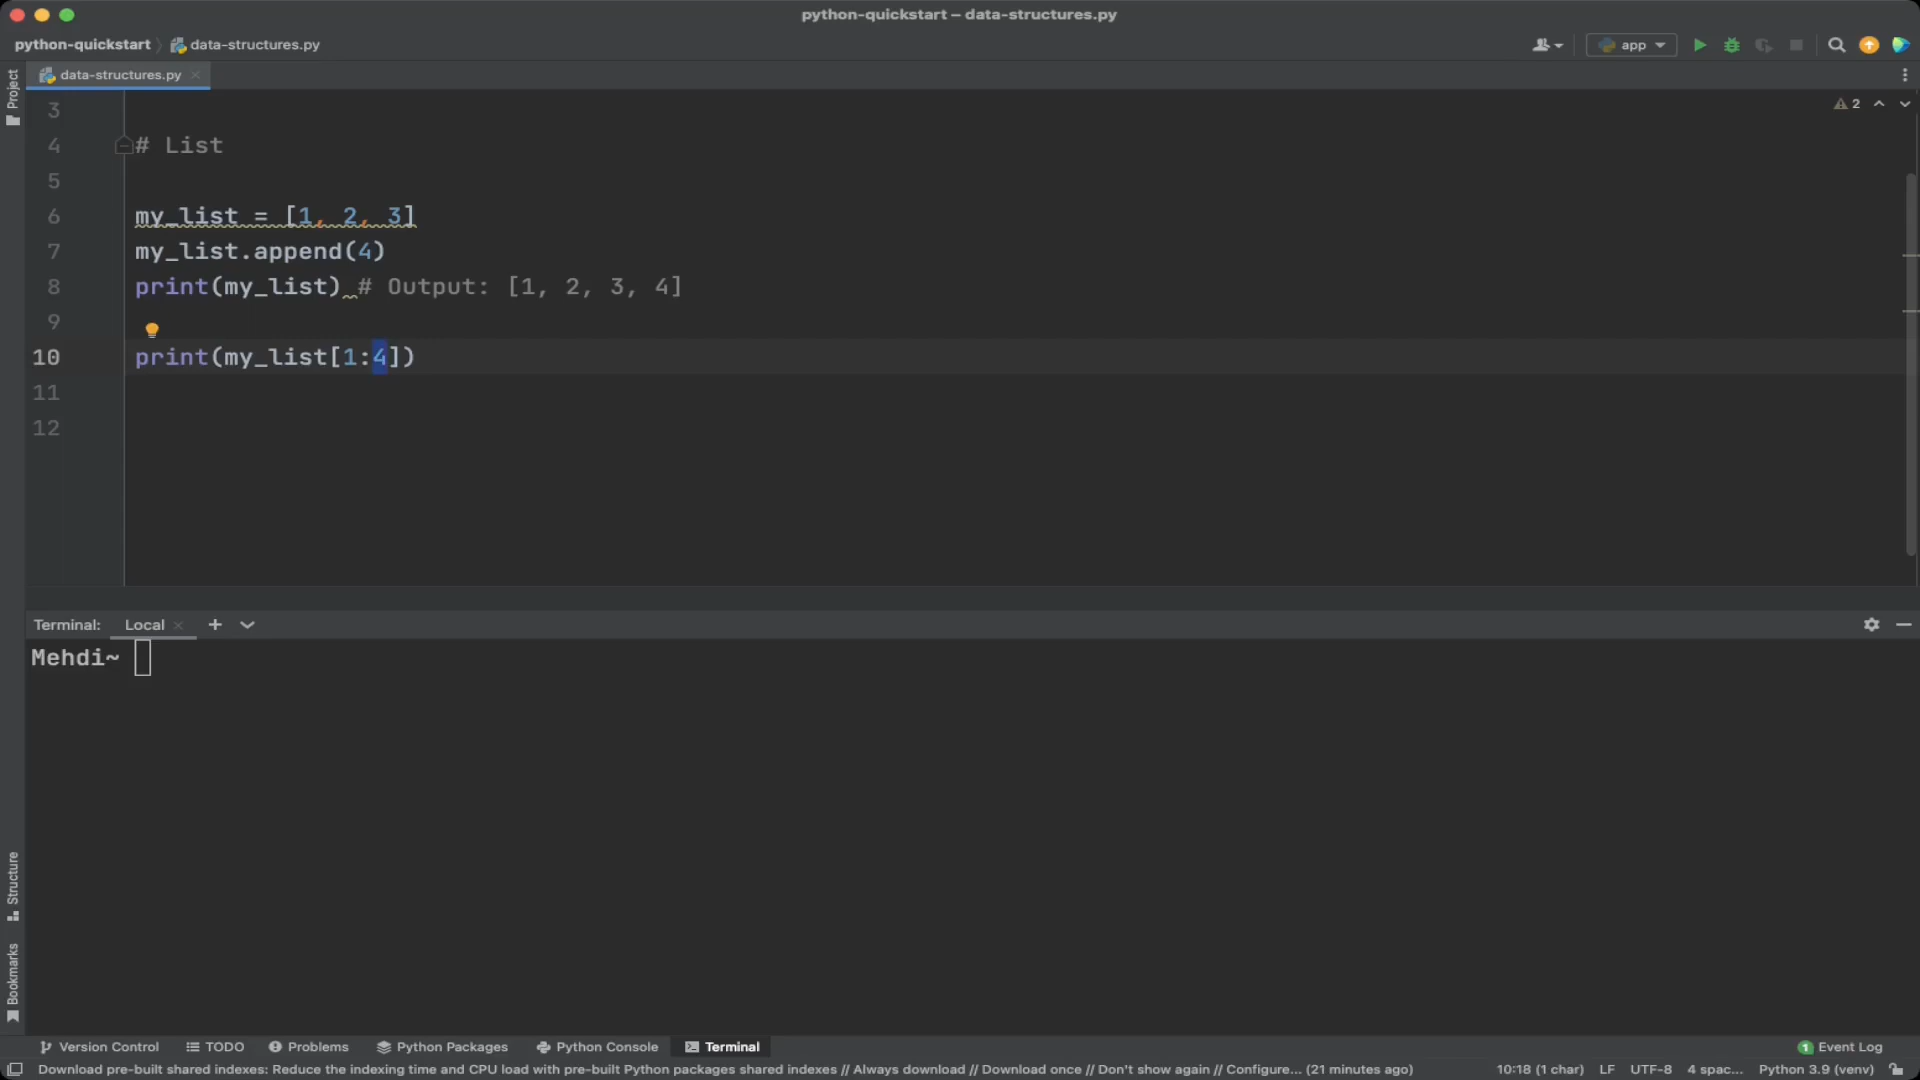 python-quickstart – data-structures.py
python-quickstart data-structures.py
app
Project
data-structures.py
2
3
4 # List
5
6 my_list = [1, 2, 3]
7 my_list.append(4)
8 print(my_list) # Output: [1, 2, 3, 4]
9
10 print(my_list[1:4])
11
12
Terminal: Local
Mehdi~
Structure
Bookmarks
Version Control TODO Problems Python Packages Python Console Terminal
1 Event Log
Download pre-built shared indexes: Reduce the indexing time and CPU load with pre-built Python packages shared indexes // Always download // Download once // Don't show again // Configure... (21 minutes ago)
10:18 (1 char) LF UTF-8 4 spac... Python 3.9 (venv)